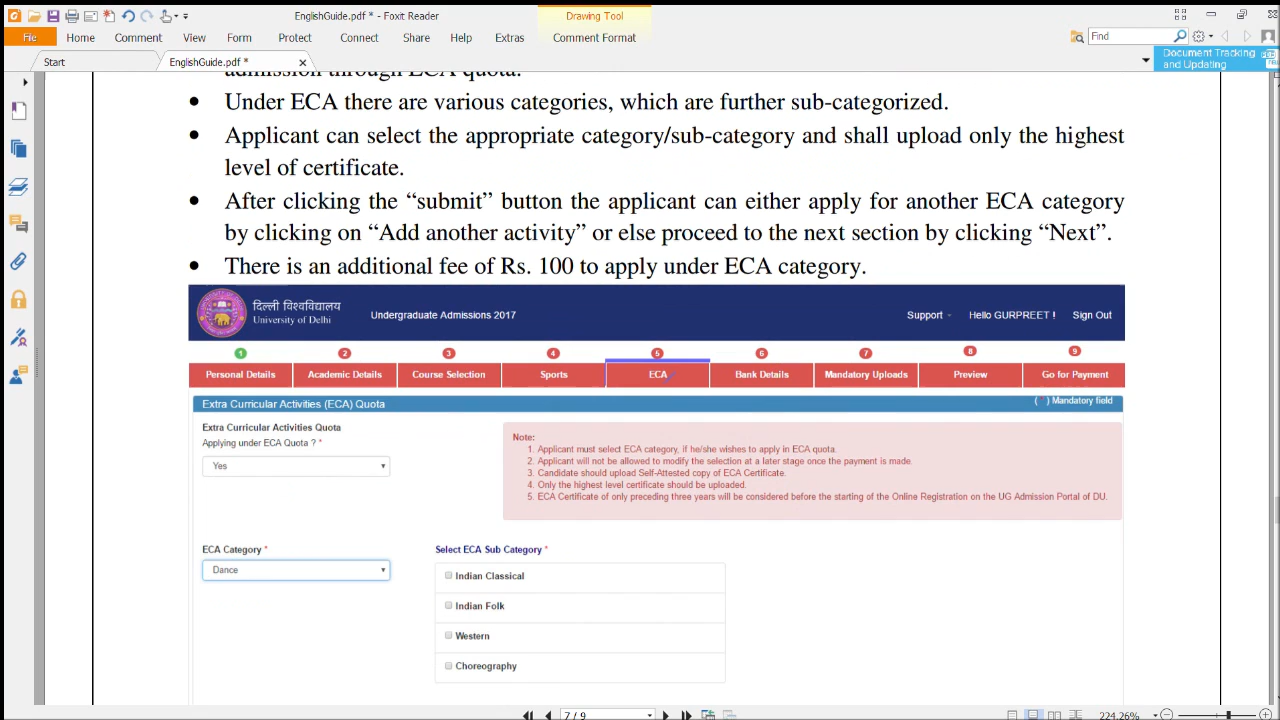 EnglishGuide.pdf * - Foxit Reader
Drawing Tool
File Home Comment View Form Protect Connect Share Help Extras Comment Format
Find
Start
EnglishGuide.pdf *
Document Tracking
and Updating
admission through ECA quota.
• Under ECA there are various categories, which are further sub-categorized.
• Applicant can select the appropriate category/sub-category and shall upload only the highest
level of certificate.
• After clicking the “submit” button the applicant can either apply for another ECA category
by clicking on “Add another activity” or else proceed to the next section by clicking “Next”.
• There is an additional fee of Rs. 100 to apply under ECA category.
दिल्ली विश्वविद्यालय
University of Delhi
Undergraduate Admissions 2017
Support
Hello GURPREET !
Sign Out
1 2 3 4 5 6 7 8 9
Personal Details Academic Details Course Selection Sports ECA Bank Details Mandatory Uploads Preview Go for Payment
Extra Curricular Activities (ECA) Quota
( * ) Mandatory field
Extra Curricular Activities Quota
Applying under ECA Quota ? *
Yes
Note:
1. Applicant must select ECA category, if he/she wishes to apply in ECA quota.
2. Applicant will not be allowed to modify the selection at a later stage once the payment is made.
3. Candidate should upload Self-Attested copy of ECA Certificate.
4. Only the highest level certificate should be uploaded.
5. ECA Certificate of only preceding three years will be considered before the starting of the Online Registration on the UG Admission Portal of DU.
ECA Category *
Dance
Select ECA Sub Category *
Indian Classical
Indian Folk
Western
Choreography
7 / 9
224.26%